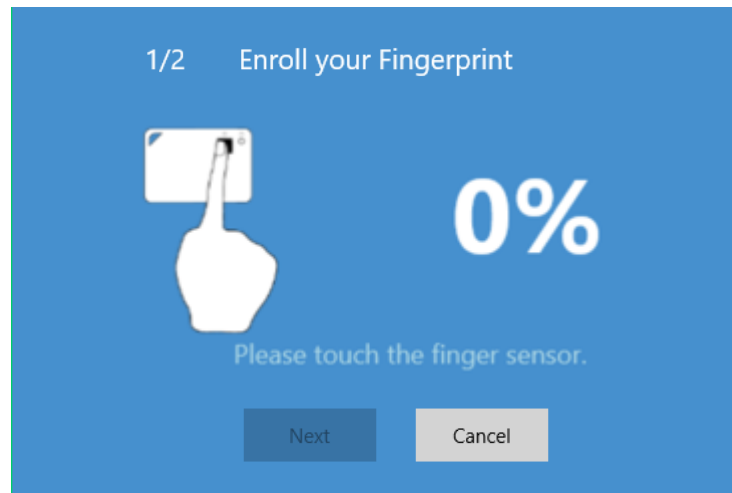 1/2 Enroll your Fingerprint
0%
Please touch the finger sensor.
Next Cancel